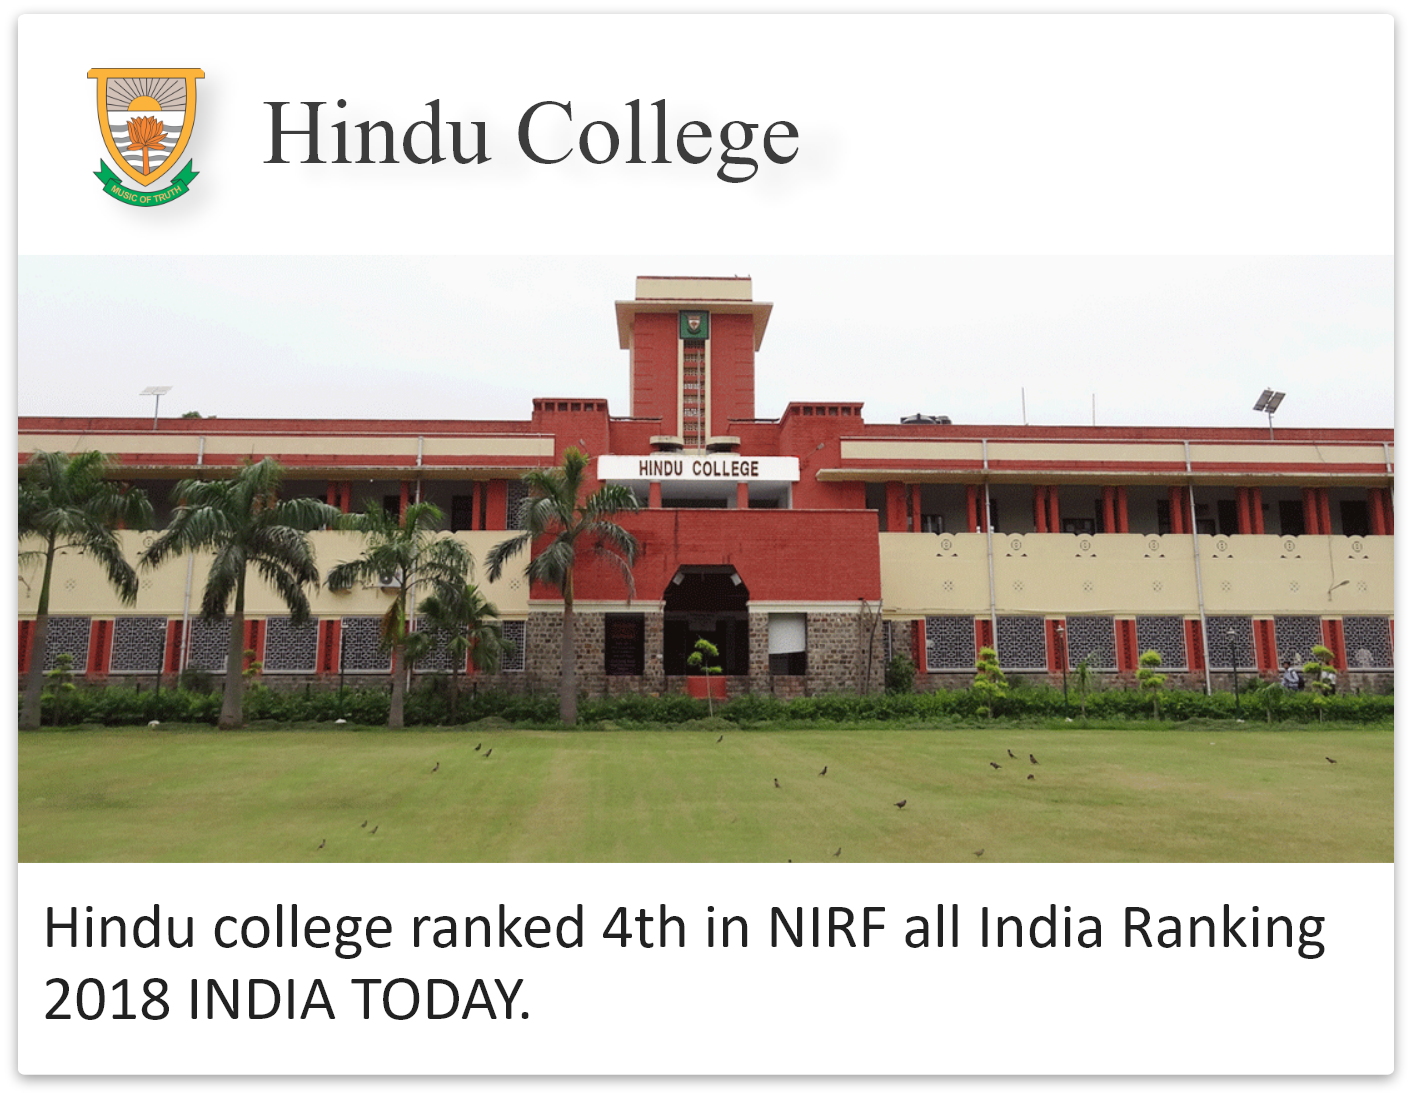 MUSIC OF TRUTH
Hindu College
HINDU COLLEGE
Hindu college ranked 4th in NIRF all India Ranking
2018 INDIA TODAY.